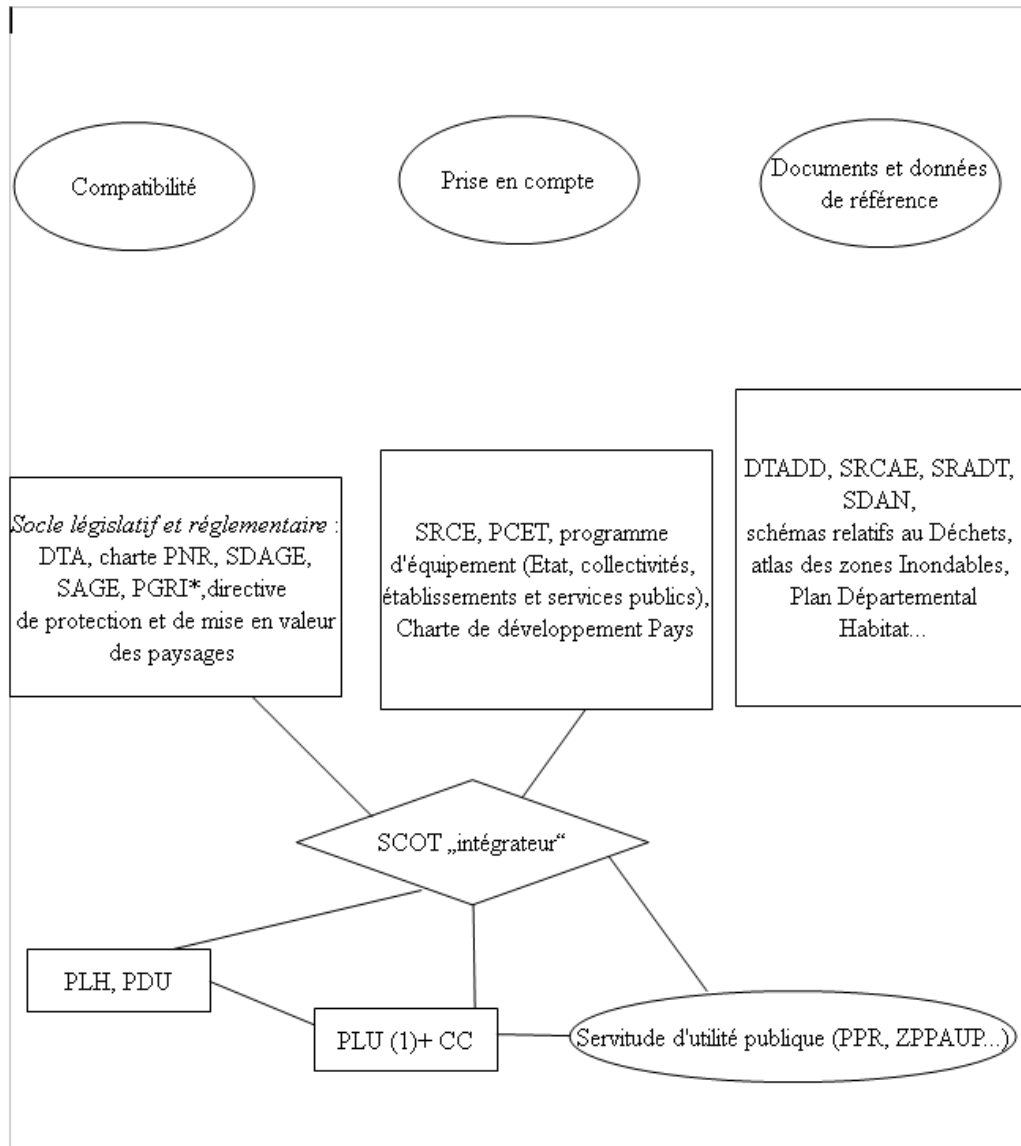 Compatibilité
Prise en compte
Documents et données
de référence
Socle législatif et réglementaire :
DTA, charte PNR, SDAGE,
SAGE, PGRI*,directive
de protection et de mise en valeur
des paysages
SRCE, PCET, programme
d'équipement (Etat, collectivités,
établissements et services publics),
Charte de développement Pays
DTADD, SRCAE, SRADT,
SDAN,
schémas relatifs au Déchets,
atlas des zones Inondables,
Plan Départemental
Habitat...
SCOT „intégrateur“
PLH, PDU
PLU (1)+ CC
Servitude d'utilité publique (PPR, ZPPAUP...)